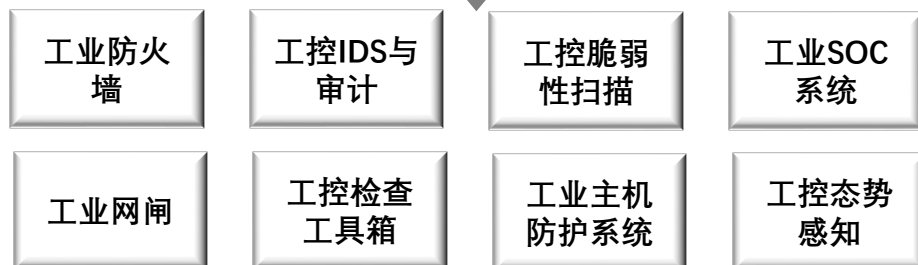 工业防火
墙
工控IDS与
审计
工控脆弱
性扫描
工业SOC
系统
工业网闸
工控检查
工具箱
工业主机
防护系统
工控态势
感知